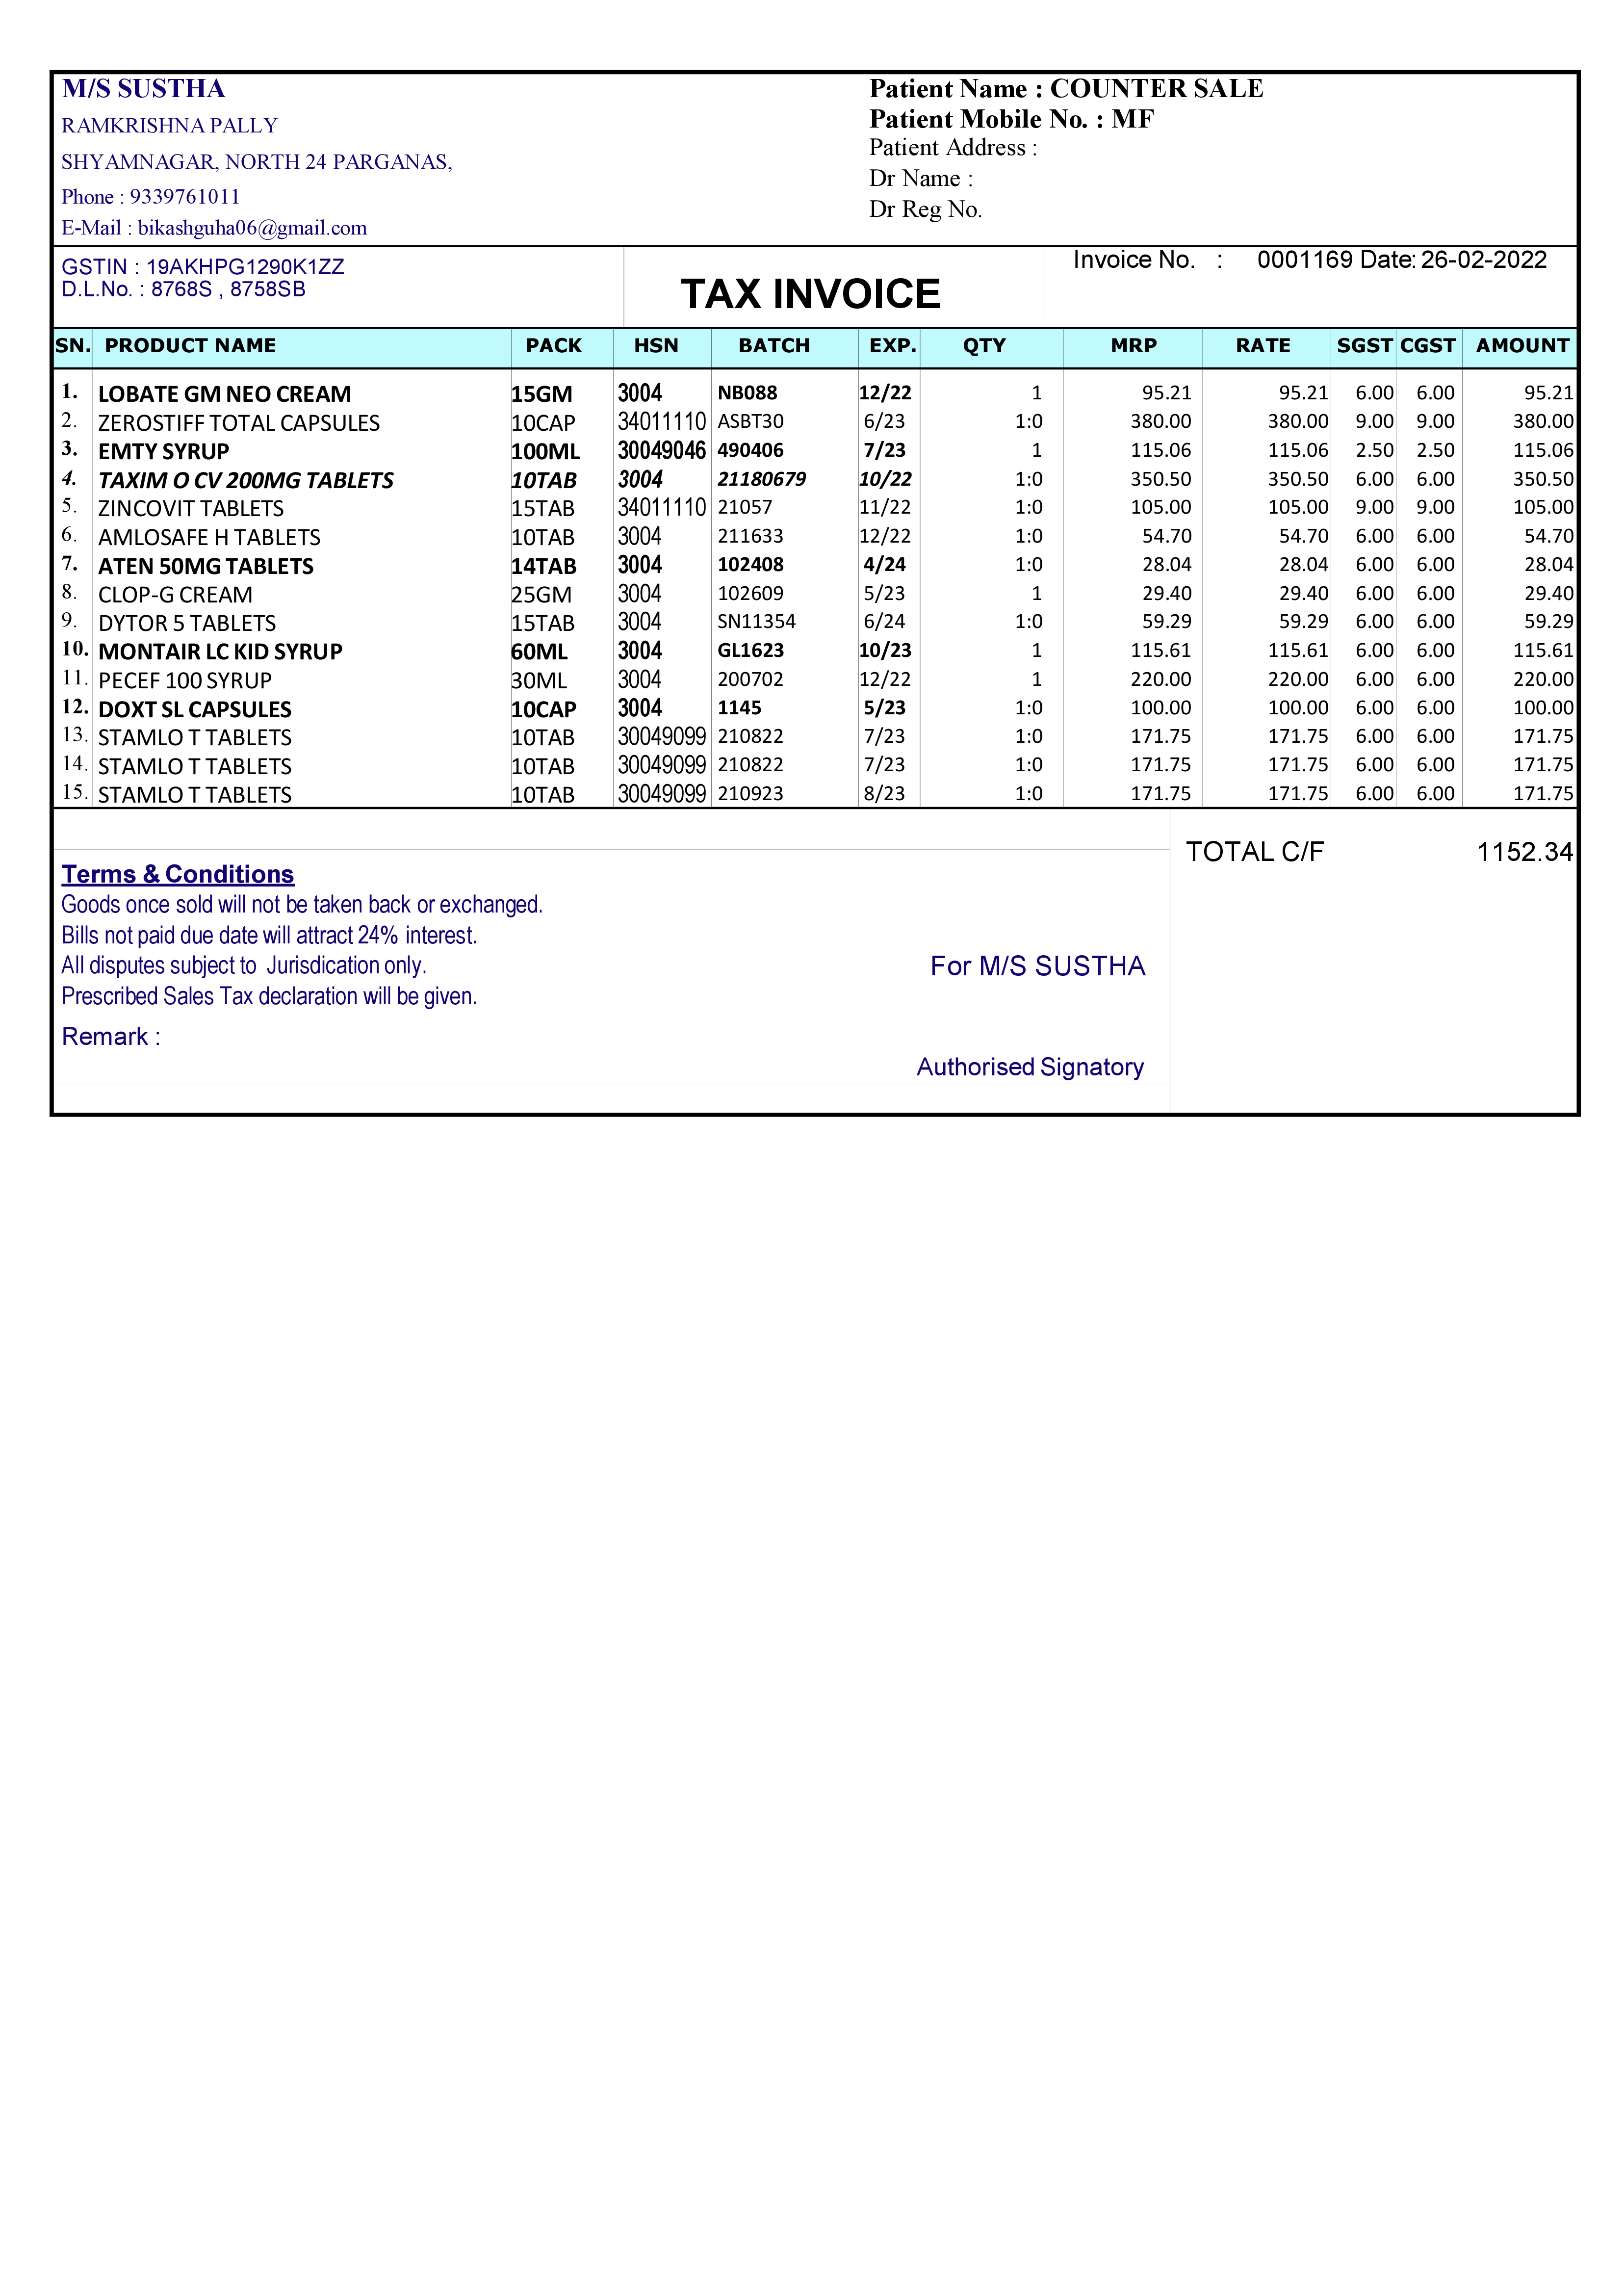 M/S SUSTHA
RAMKRISHNA PALLY
SHYAMNAGAR, NORTH 24 PARGANAS,
Phone : 9339761011
E-Mail : bikashguha06@gmail.com
Patient Name : COUNTER SALE
Patient Mobile No. : MF
Patient Address :
Dr Name :
Dr Reg No.
GSTIN : 19AKHPG1290K1ZZ
D.L.No. : 8768S , 8758SB
TAX INVOICE
Invoice No. : 0001169 Date: 26-02-2022
SN. PRODUCT NAME PACK HSN BATCH EXP. QTY MRP RATE SGST CGST AMOUNT
1. LOBATE GM NEO CREAM 15GM 3004 NB088 12/22 1 95.21 95.21 6.00 6.00 95.21
2. ZEROSTIFF TOTAL CAPSULES 10CAP 34011110 ASBT30 6/23 1:0 380.00 380.00 9.00 9.00 380.00
3. EMTY SYRUP 100ML 30049046 490406 7/23 1 115.06 115.06 2.50 2.50 115.06
4. TAXIM O CV 200MG TABLETS 10TAB 3004 21180679 10/22 1:0 350.50 350.50 6.00 6.00 350.50
5. ZINCOVIT TABLETS 15TAB 34011110 21057 11/22 1:0 105.00 105.00 9.00 9.00 105.00
6. AMLOSAFE H TABLETS 10TAB 3004 211633 12/22 1:0 54.70 54.70 6.00 6.00 54.70
7. ATEN 50MG TABLETS 14TAB 3004 102408 4/24 1:0 28.04 28.04 6.00 6.00 28.04
8. CLOP-G CREAM 25GM 3004 102609 5/23 1 29.40 29.40 6.00 6.00 29.40
9. DYTOR 5 TABLETS 15TAB 3004 SN11354 6/24 1:0 59.29 59.29 6.00 6.00 59.29
10. MONTAIR LC KID SYRUP 60ML 3004 GL1623 10/23 1 115.61 115.61 6.00 6.00 115.61
11. PECEF 100 SYRUP 30ML 3004 200702 12/22 1 220.00 220.00 6.00 6.00 220.00
12. DOXT SL CAPSULES 10CAP 3004 1145 5/23 1:0 100.00 100.00 6.00 6.00 100.00
13. STAMLO T TABLETS 10TAB 30049099 210822 7/23 1:0 171.75 171.75 6.00 6.00 171.75
14. STAMLO T TABLETS 10TAB 30049099 210822 7/23 1:0 171.75 171.75 6.00 6.00 171.75
15. STAMLO T TABLETS 10TAB 30049099 210923 8/23 1:0 171.75 171.75 6.00 6.00 171.75
TOTAL C/F 1152.34
Terms & Conditions
Goods once sold will not be taken back or exchanged.
Bills not paid due date will attract 24% interest.
All disputes subject to Jurisdication only.
Prescribed Sales Tax declaration will be given.
For M/S SUSTHA
Remark :
Authorised Signatory